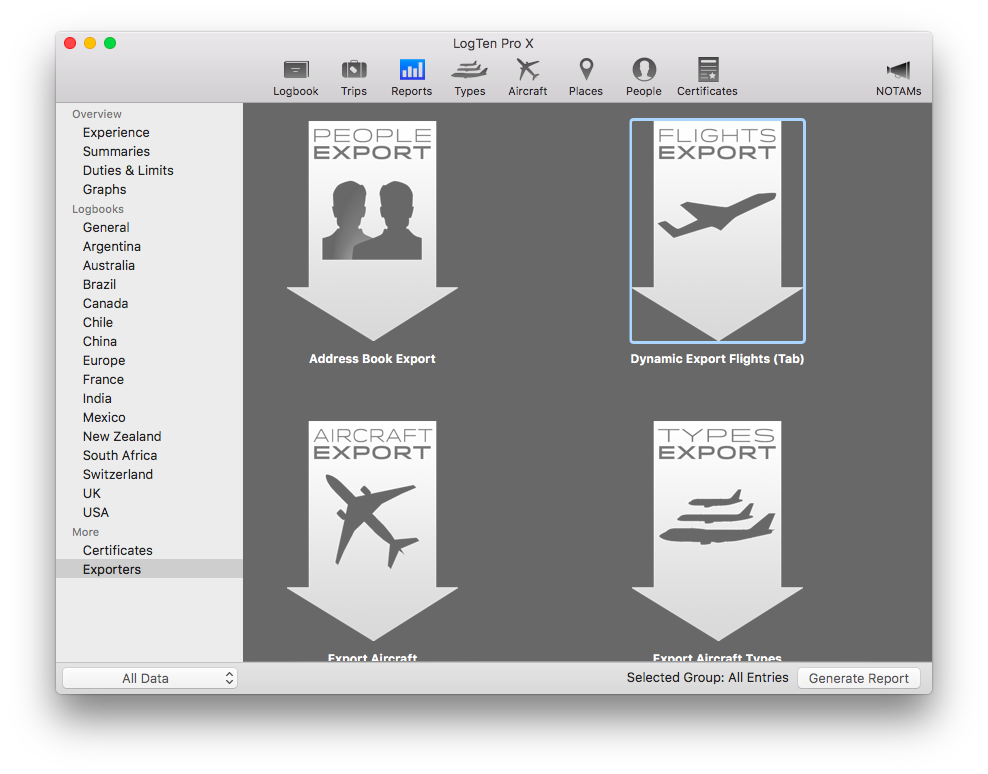 LogTen Pro X
Logbook
Trips
Reports
Types
Aircraft
Places
People
Certificates
NOTAMs
Overview
Experience
Summaries
Duties & Limits
Graphs
Logbooks
General
Argentina
Australia
Brazil
Canada
Chile
China
Europe
France
India
Mexico
New Zealand
South Africa
Switzerland
UK
USA
More
Certificates
Exporters
PEOPLE
EXPORT
Address Book Export
FLIGHTS
EXPORT
Dynamic Export Flights (Tab)
AIRCRAFT
EXPORT
Export Aircraft
TYPES
EXPORT
Export Aircraft Types
All Data
Selected Group: All Entries
Generate Report